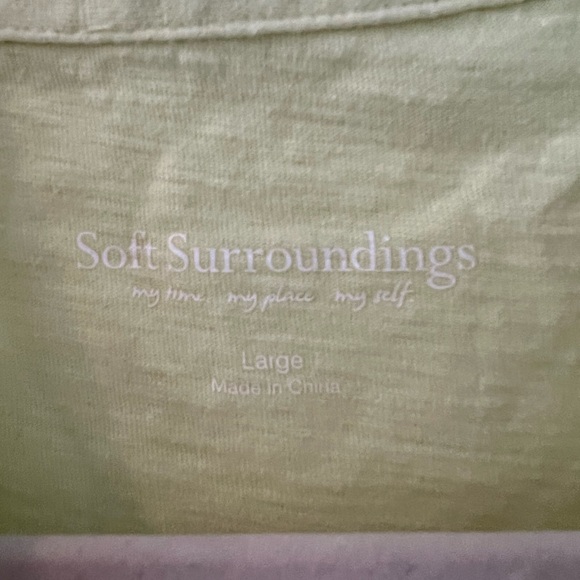 Soft Surroundings
my time. my place my self.
Large
Made in China